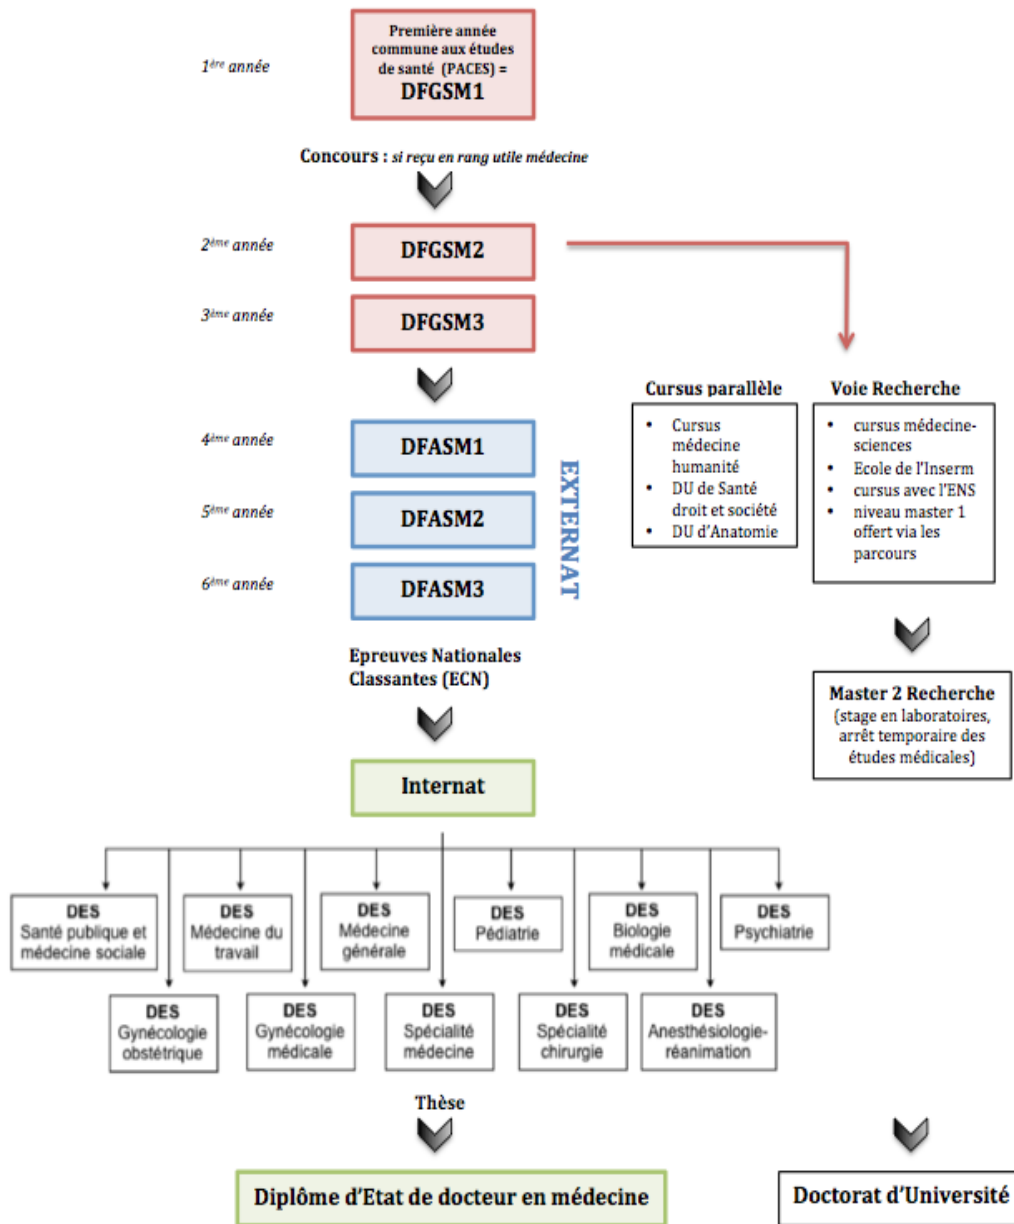 Première année
commune aux études
de santé (PACES) =
DFGSM1
1ère année
Concours : si reçu en rang utile médecine
2ème année
DFGSM2
3ème année
DFGSM3
Cursus parallèle
• Cursus
médecine
humanité
• DU de Santé
droit et société
• DU d'Anatomie
Voie Recherche
• cursus médecine-
sciences
• Ecole de l'Inserm
• cursus avec l'ENS
• niveau master 1
offert via les
parcours
4ème année
DFASM1
5ème année
DFASM2
6ème année
DFASM3
EXTERNAT
Epreuves Nationales
Classantes (ECN)
Master 2 Recherche
(stage en laboratoires,
arrêt temporaire des
études médicales)
Internat
DES
Santé publique et
médecine sociale
DES
Médecine du
travail
DES
Médecine
générale
DES
Pédiatrie
DES
Biologie
médicale
DES
Psychiatrie
DES
Gynécologie
obstétrique
DES
Gynécologie
médicale
DES
Spécialité
médecine
DES
Spécialité
chirurgie
DES
Anesthésiologie-
réanimation
Thèse
Diplôme d'Etat de docteur en médecine
Doctorat d'Université